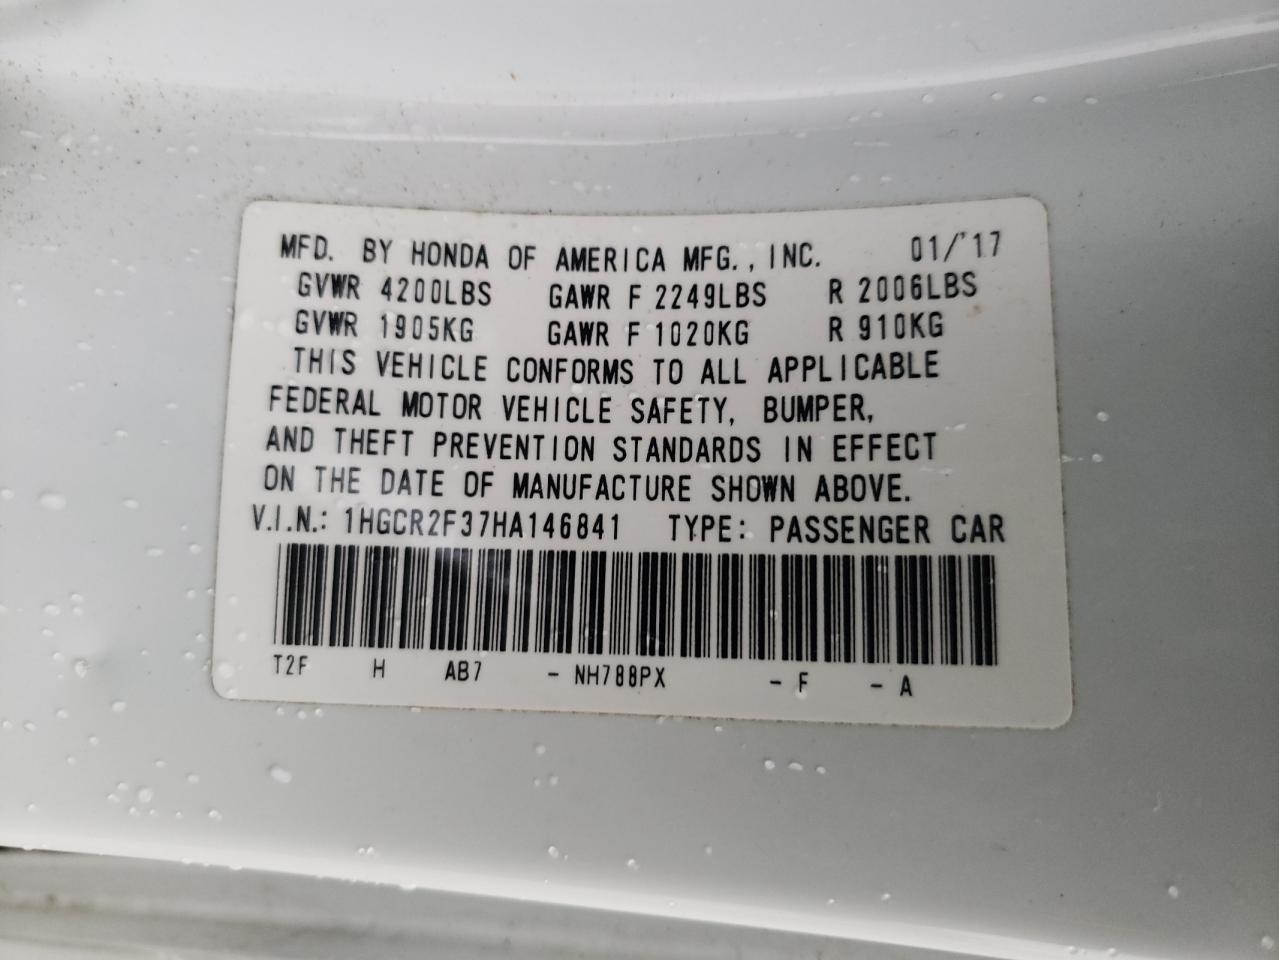 MFD. BY HONDA OF AMERICA MFG., INC. 01/'17
GVWR 4200LBS GAWR F 2249LBS R 2006LBS
GVWR 1905KG GAWR F 1020KG R 910KG
THIS VEHICLE CONFORMS TO ALL APPLICABLE
FEDERAL MOTOR VEHICLE SAFETY, BUMPER,
AND THEFT PREVENTION STANDARDS IN EFFECT
ON THE DATE OF MANUFACTURE SHOWN ABOVE.
V.I.N.: 1HGCR2F37HA146841 TYPE: PASSENGER CAR
T2F H AB7 - NH788PX - F - A